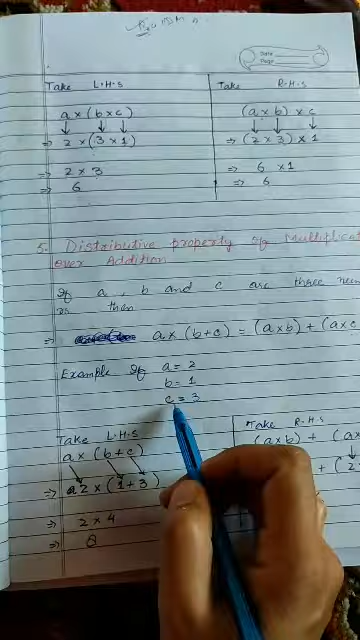 Date
Page
Take L.H.S
a × (b × c)
⇒ 2 × (3 × 1)
⇒ 2 × 3
⇒ 6
Take R.H.S
(a × b) × c
⇒ (2 × 3) × 1
⇒ 6 × 1
⇒ 6
5- Distributive property of Multiplicat
over Addition
If a, b and c are three num
then
⇒ a × (b + c) = (a × b) + (a × c
Example If a = 2
b = 1
c = 3
Take L.H.S
a × (b + c)
⇒ 2 × (1 + 3)
⇒ 2 × 4
⇒ 8
Take R.H.S
(a × b) + (a ×